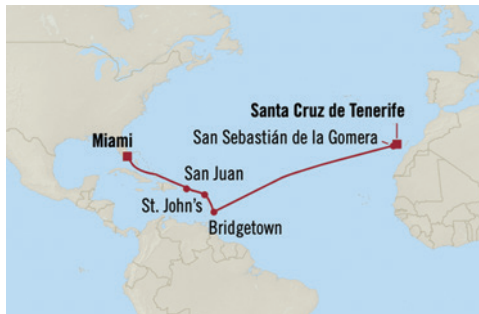 Santa Cruz de Tenerife
San Sebastián de la Gomera
Miami
San Juan
St. John's
Bridgetown